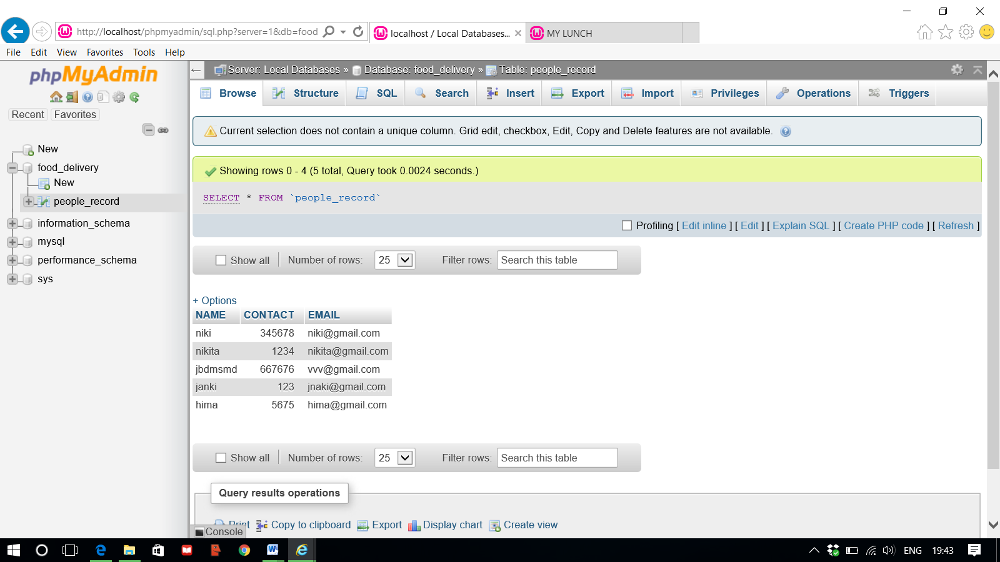 http://localhost/phpmyadmin/sql.php?server=1&db=food
localhost / Local Databases...
MY LUNCH
File Edit View Favorites Tools Help
phpMyAdmin
Recent Favorites
New
food_delivery
New
people_record
information_schema
mysql
performance_schema
sys
Server: Local Databases » Database: food_delivery » Table: people_record
Browse Structure SQL Search Insert Export Import Privileges Operations Triggers
Current selection does not contain a unique column. Grid edit, checkbox, Edit, Copy and Delete features are not available.
Showing rows 0 - 4 (5 total, Query took 0.0024 seconds.)
SELECT * FROM `people_record`
Profiling [ Edit inline ] [ Edit ] [ Explain SQL ] [ Create PHP code ] [ Refresh ]
Show all Number of rows: 25 Filter rows: Search this table
+ Options
NAME CONTACT EMAIL
niki 345678 niki@gmail.com
nikita 1234 nikita@gmail.com
jbdmsmd 667676 vvv@gmail.com
janki 123 jnaki@gmail.com
hima 5675 hima@gmail.com
Show all Number of rows: 25 Filter rows: Search this table
Query results operations
Print Copy to clipboard Export Display chart Create view
Console
ENG 19:43